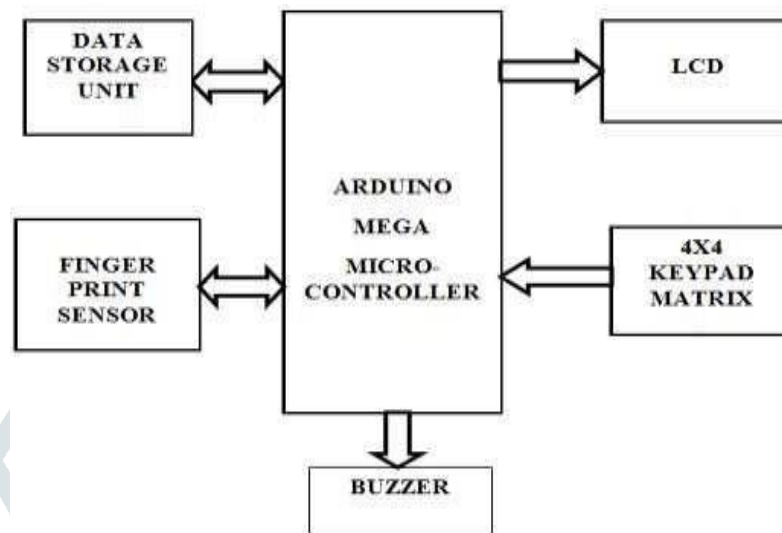 DATA
STORAGE
UNIT
LCD
ARDUINO
MEGA
MICRO-
CONTROLLER
FINGER
PRINT
SENSOR
4X4
KEYPAD
MATRIX
BUZZER